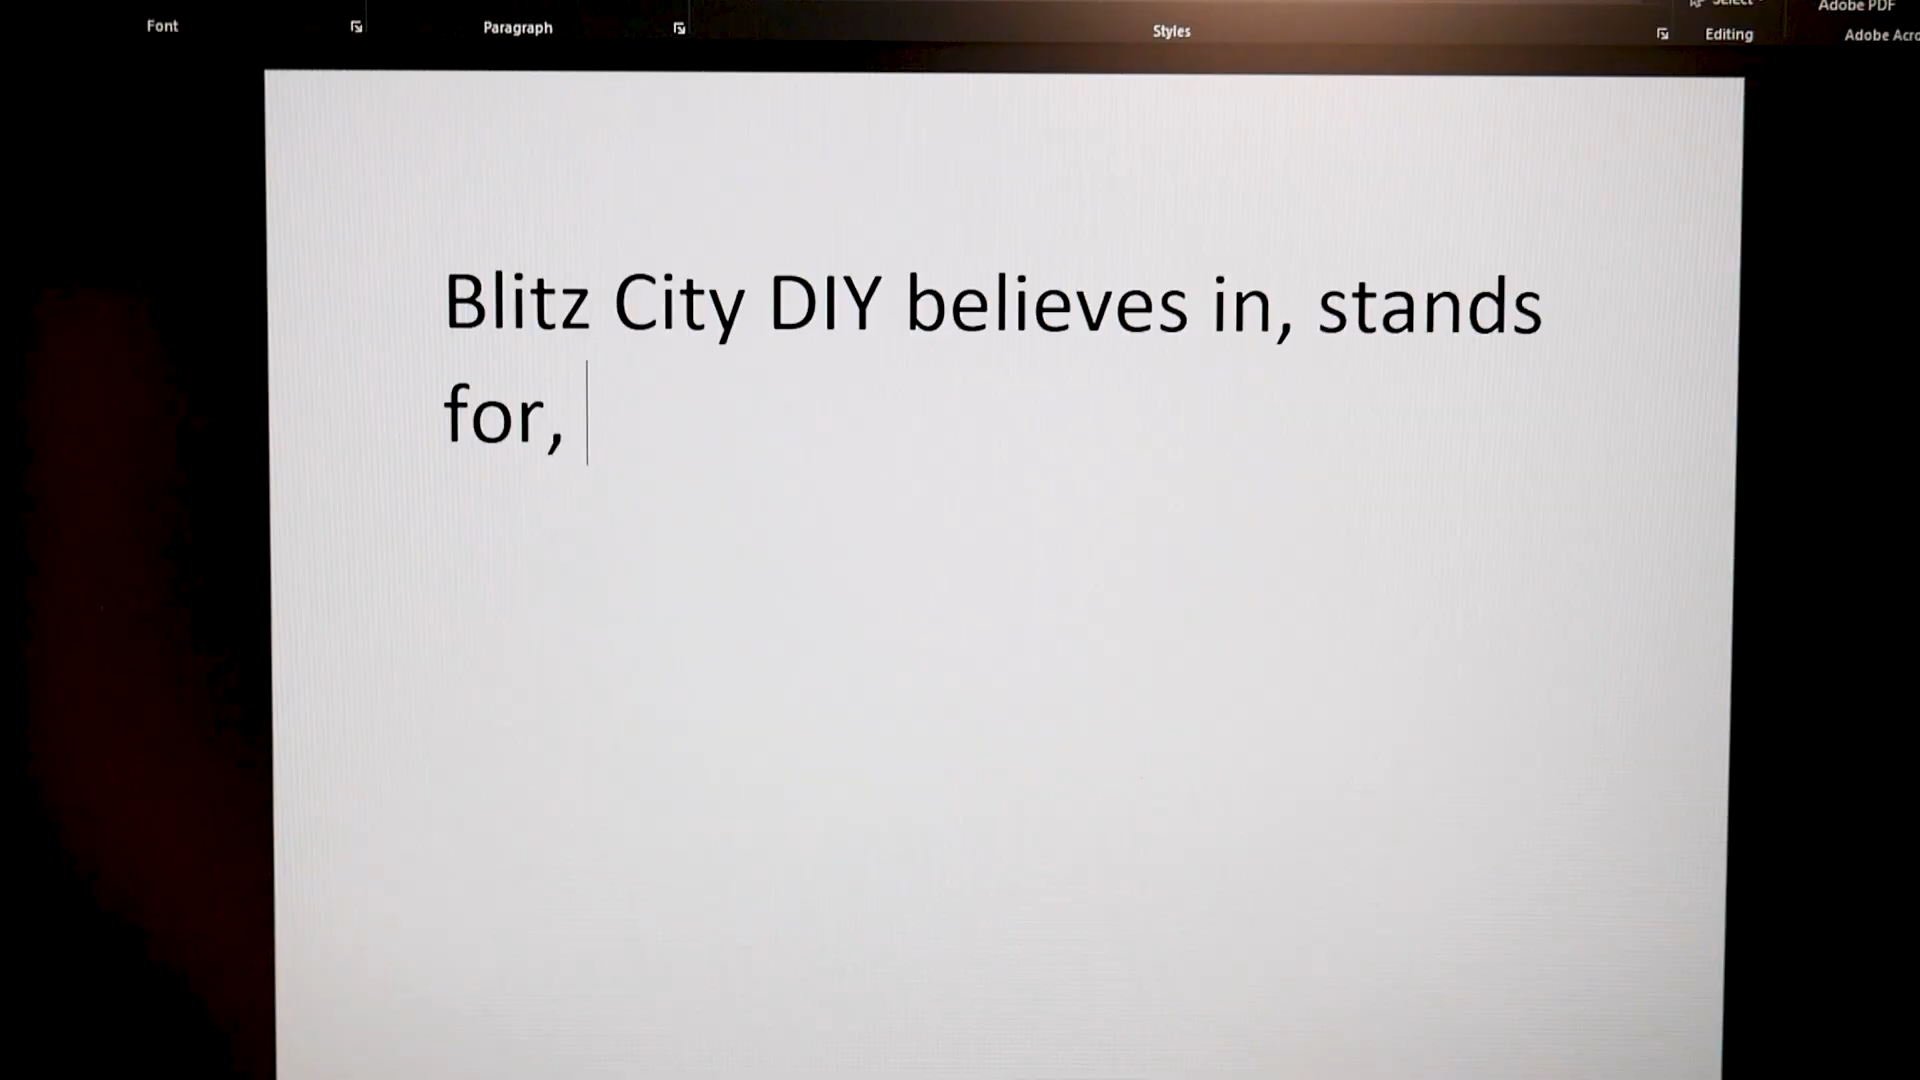 Select
Adobe PDF
Font
Paragraph
Styles
Editing
Adobe Acro
Blitz City DIY believes in, stands
for,